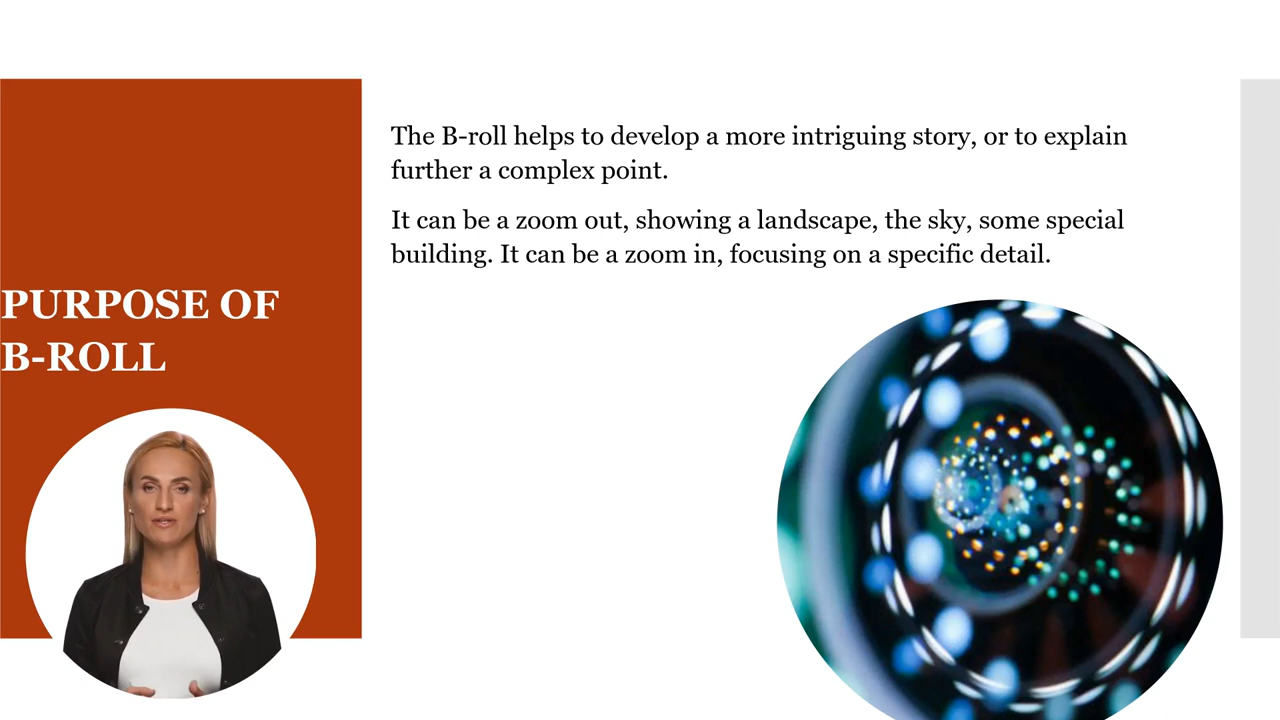 PURPOSE OF
B-ROLL
The B-roll helps to develop a more intriguing story, or to explain
further a complex point.
It can be a zoom out, showing a landscape, the sky, some special
building. It can be a zoom in, focusing on a specific detail.